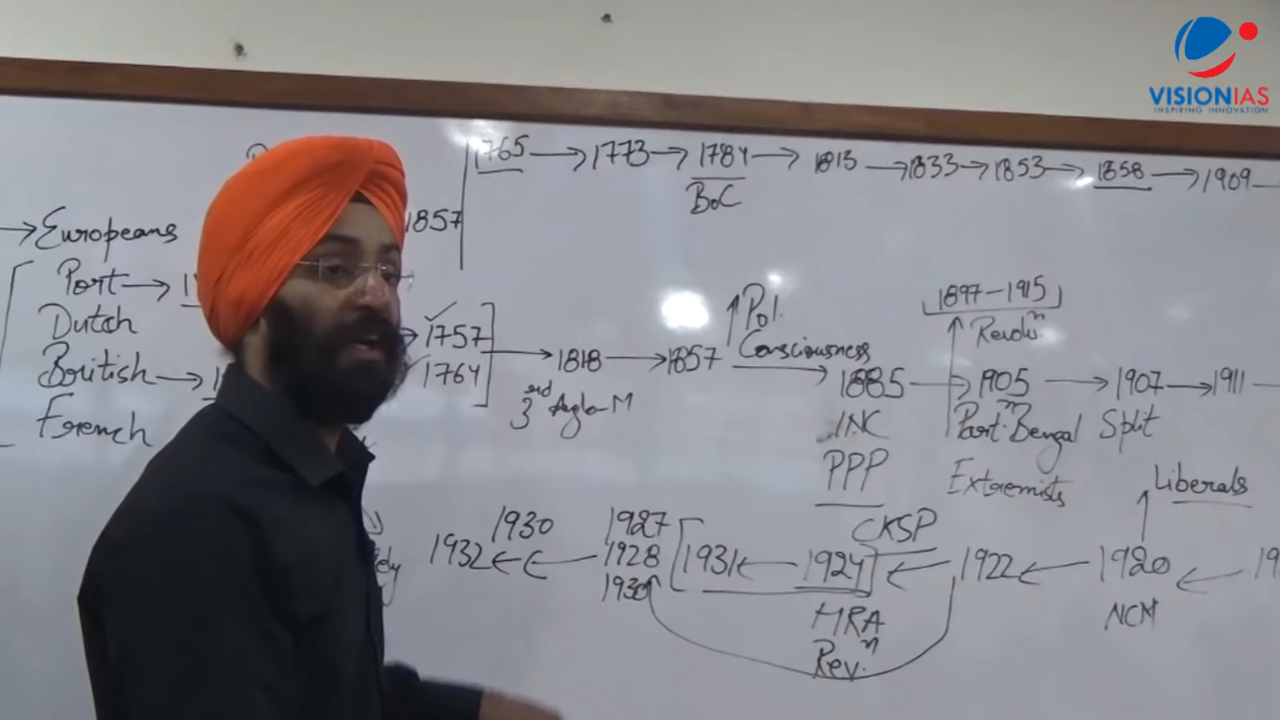 VISIONIAS
INSPIRING INNOVATION
1765 → 1773 → 1784 → 1813 → 1833 → 1853 → 1858 → 1909
BoC
→ Europeans
1857
Port →
Dutch
British →
French
1757
1764
→ 1818 → 1857
3rd Anglo-M
↑ Pol.
Consciousness
1897-1915
Revolun
1885 → 1905 → 1907 → 1911
INC
Partn Bengal
Split
PPP
Extremists
Liberals
CKSP
1932 ← 1930 ← 1927
1928
1930
[1931 ← 1924] ← 1922 ← 1920 ← 19
HRA
Revn
NCM